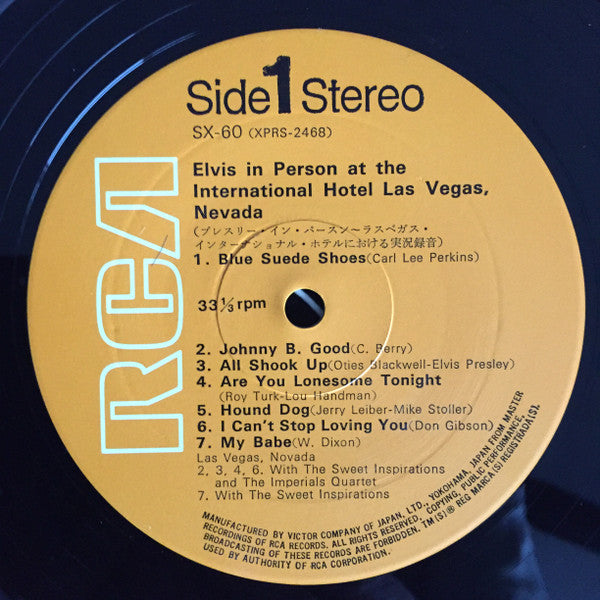 Side 1 Stereo
SX-60 (XPRS-2468)
RCA
Elvis in Person at the
International Hotel Las Vegas,
Nevada
(プレスリー・イン・パースン〜ラスベガス・
インターナショナル・ホテルにおける実況録音)
1. Blue Suede Shoes(Carl Lee Perkins)
33⅓ rpm
2. Johnny B. Good(C. Berry)
3. All Shook Up(Oties Blackwell-Elvis Presley)
4. Are You Lonesome Tonight
(Roy Turk-Lou Handman)
5. Hound Dog(Jerry Leiber-Mike Stoller)
6. I Can't Stop Loving You(Don Gibson)
7. My Babe(W. Dixon)
Las Vegas, Nevada
2, 3, 4, 6. With The Sweet Inspirations
and The Imperials Quartet
7. With The Sweet Inspirations
MANUFACTURED BY VICTOR COMPANY OF JAPAN, LTD., YOKOHAMA, JAPAN FROM MASTER
RECORDINGS OF RCA RECORDS. ALL RIGHTS RESERVED. COPYING, PUBLIC PERFORMANCE,
BROADCASTING OF THESE RECORDS ARE FORBIDDEN. TM(S)® REG MARCA(S) REGISTRADA(S).
USED BY AUTHORITY OF RCA CORPORATION.